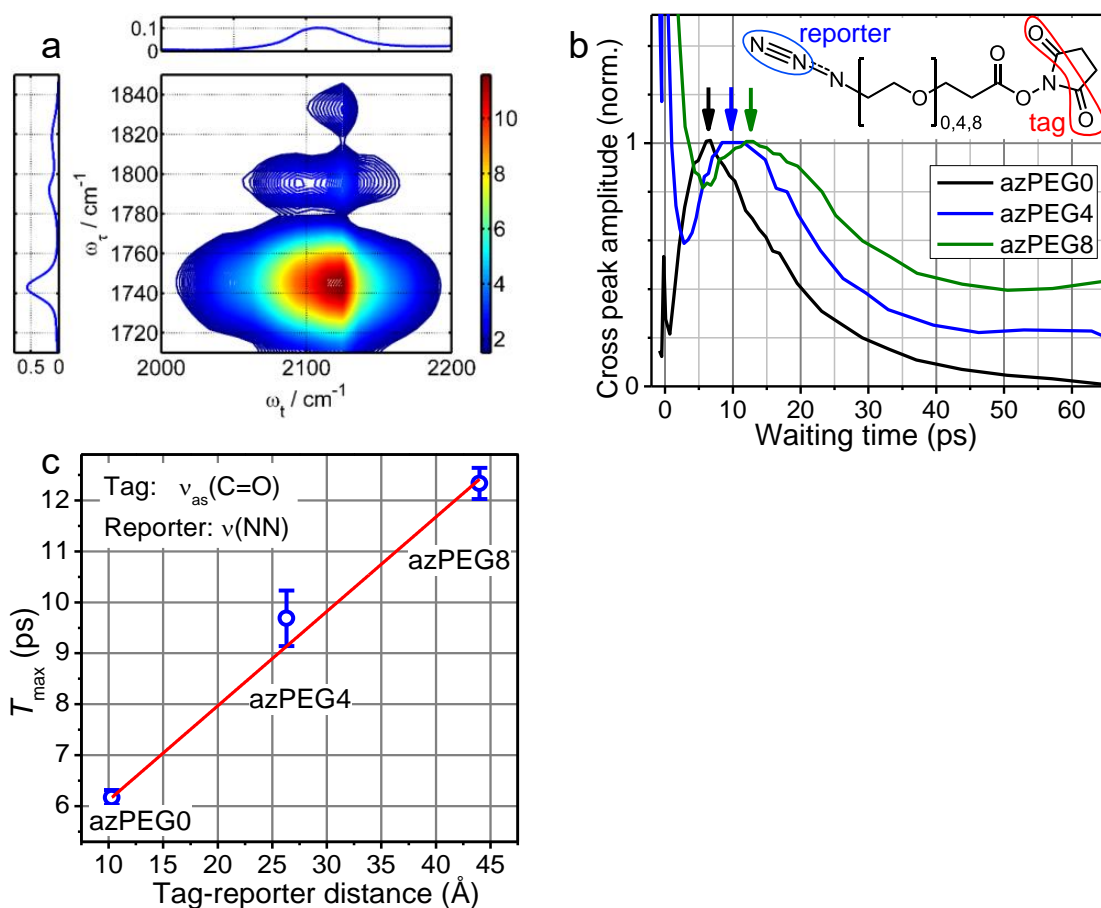 a
0.1
0
1840
1820
1800
1780
1760
1740
1720
ω_τ / cm⁻¹
0.5 0
2000 2100 2200
ω_t / cm⁻¹
10
8
6
4
2
b
Cross peak amplitude (norm.)
1
0
reporter
N≡N=N
O
O
O
O
N
O
0,4,8
tag
azPEG0
azPEG4
azPEG8
0 10 20 30 40 50 60
Waiting time (ps)
c
Tag: ν_as(C=O)
Reporter: ν(NN)
T_max (ps)
12
11
10
9
8
7
6
azPEG8
azPEG4
azPEG0
10 15 20 25 30 35 40 45
Tag-reporter distance (Å)